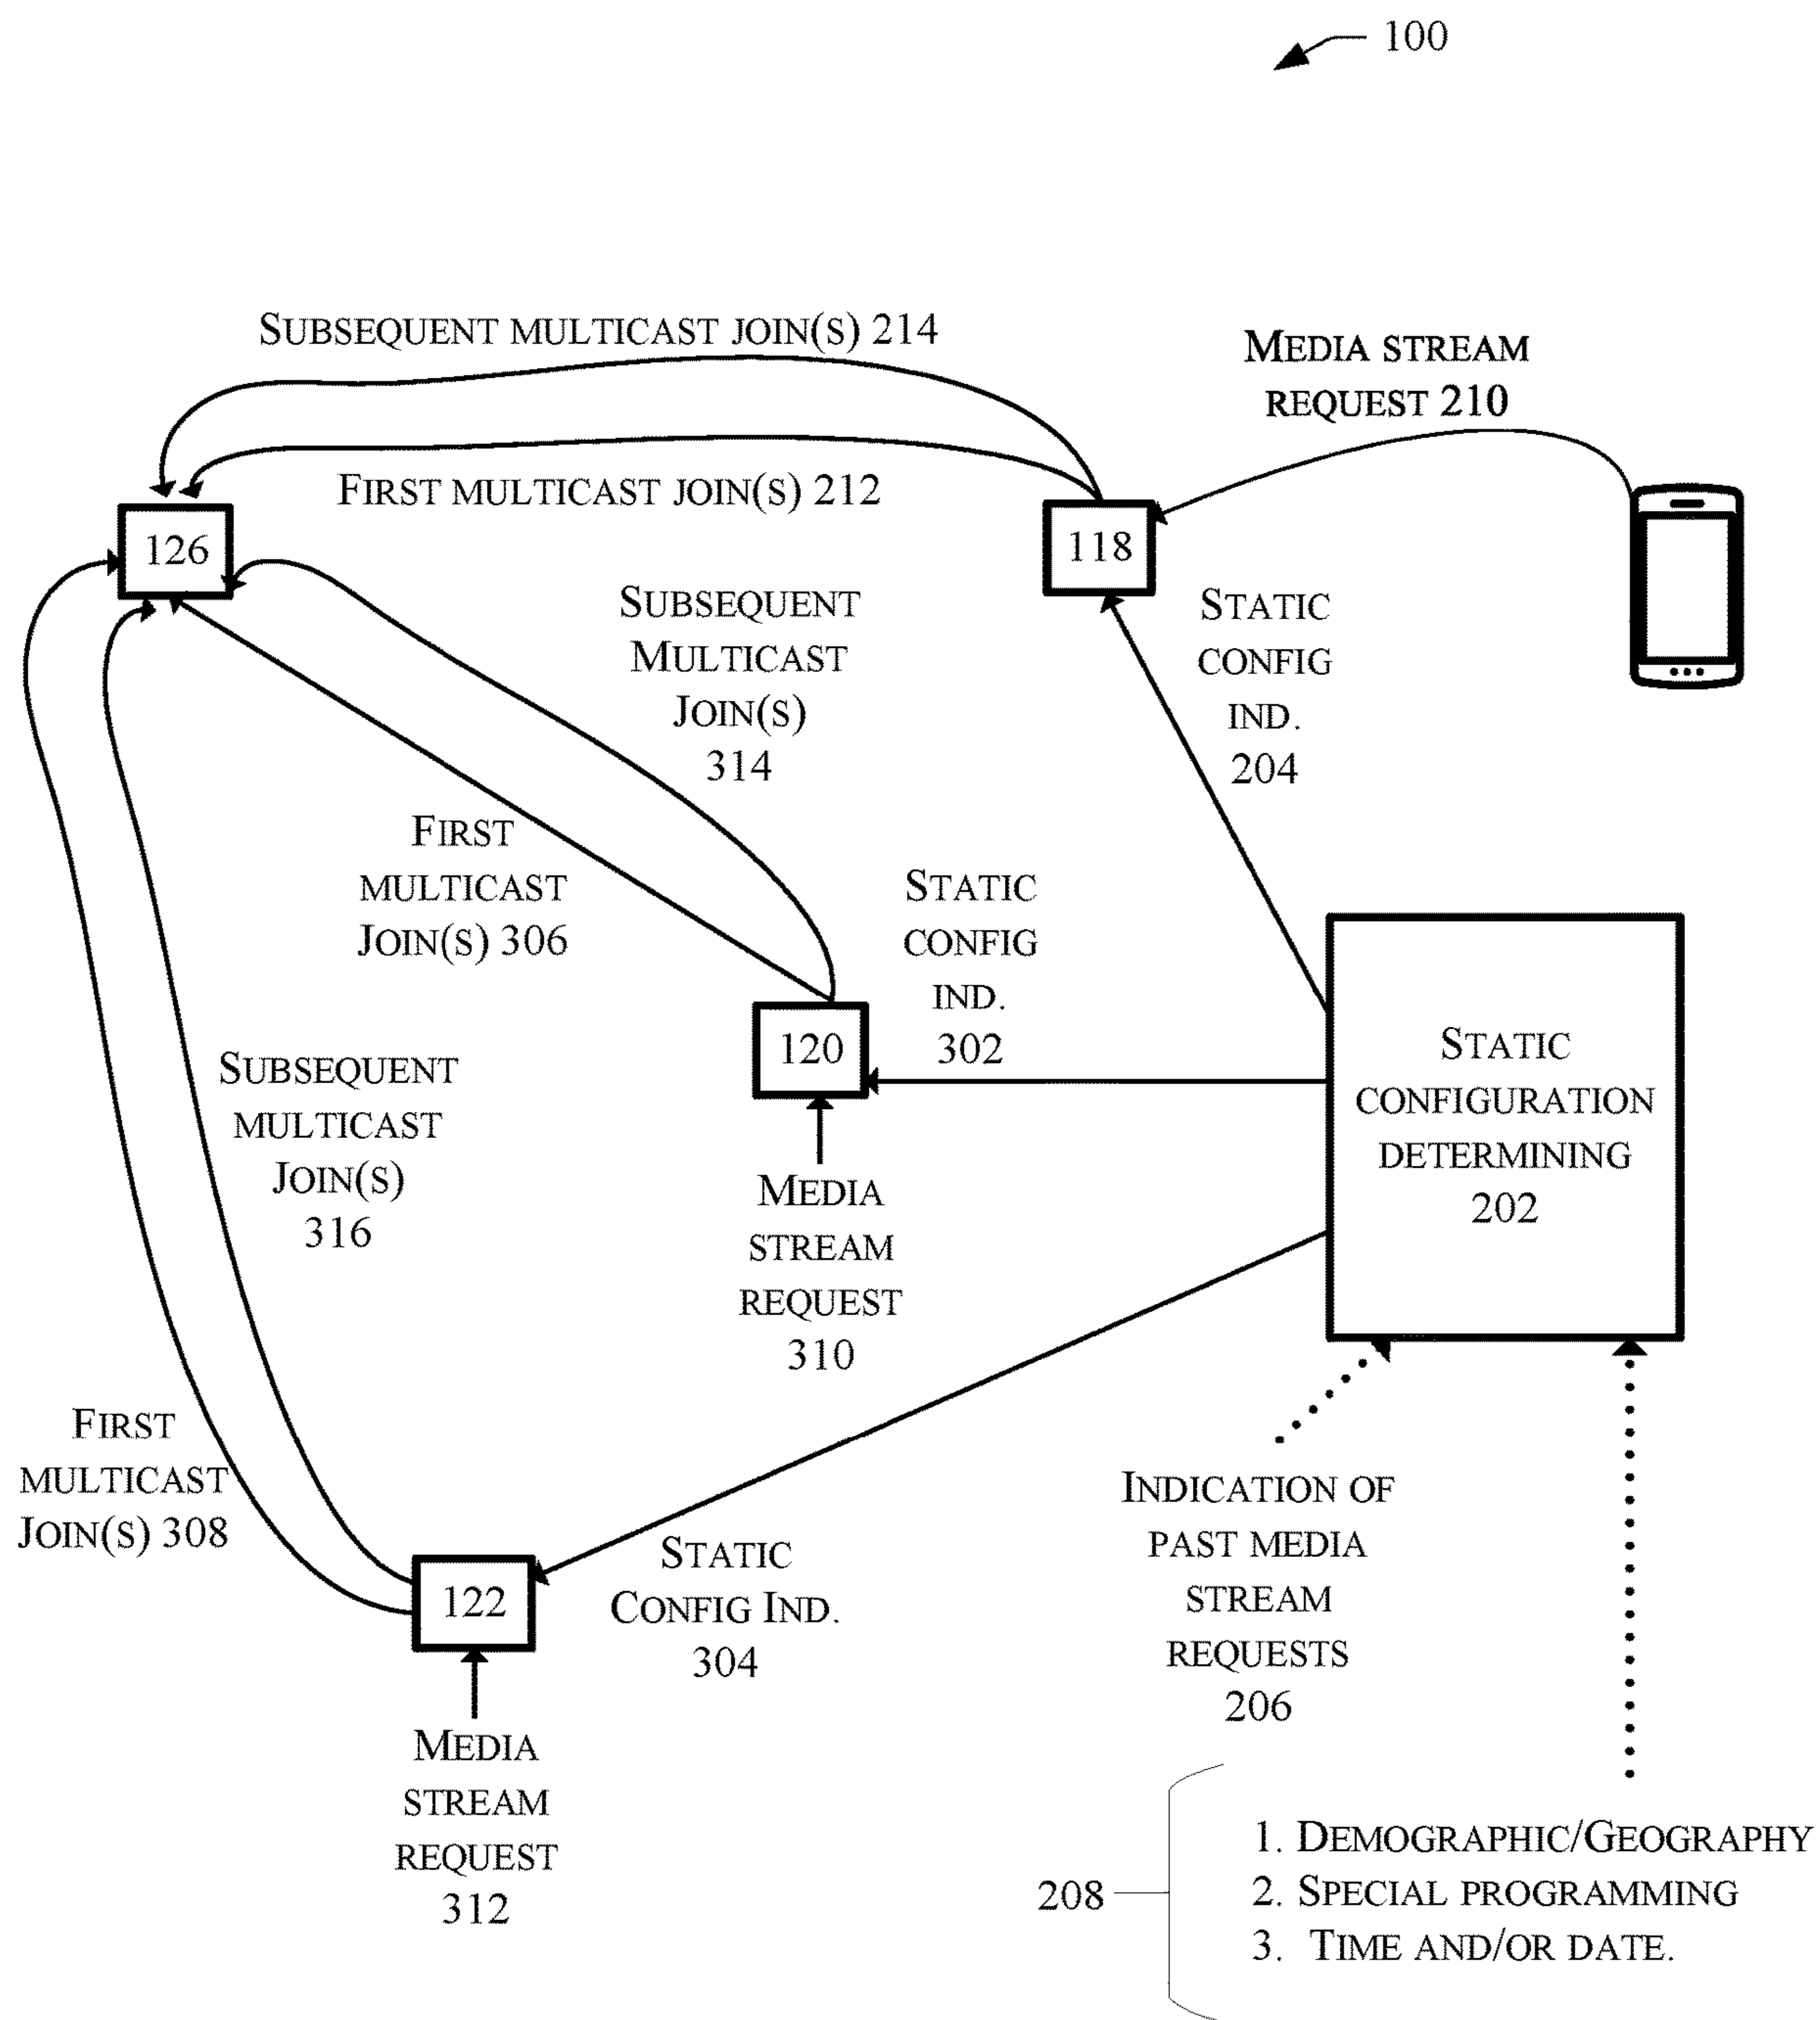 100
SUBSEQUENT MULTICAST JOIN(S) 214
MEDIA STREAM
REQUEST 210
FIRST MULTICAST JOIN(S) 212
126
118
SUBSEQUENT
MULTICAST
JOIN(S)
314
STATIC
CONFIG
IND.
204
FIRST
MULTICAST
JOIN(S) 306
STATIC
CONFIG
IND.
302
120
STATIC
CONFIGURATION
DETERMINING
202
SUBSEQUENT
MULTICAST
JOIN(S)
316
MEDIA
STREAM
REQUEST
310
FIRST
MULTICAST
JOIN(S) 308
122
STATIC
CONFIG IND.
304
INDICATION OF
PAST MEDIA
STREAM
REQUESTS
206
MEDIA
STREAM
REQUEST
312
208
1. DEMOGRAPHIC/GEOGRAPHY
2. SPECIAL PROGRAMMING
3. TIME AND/OR DATE.